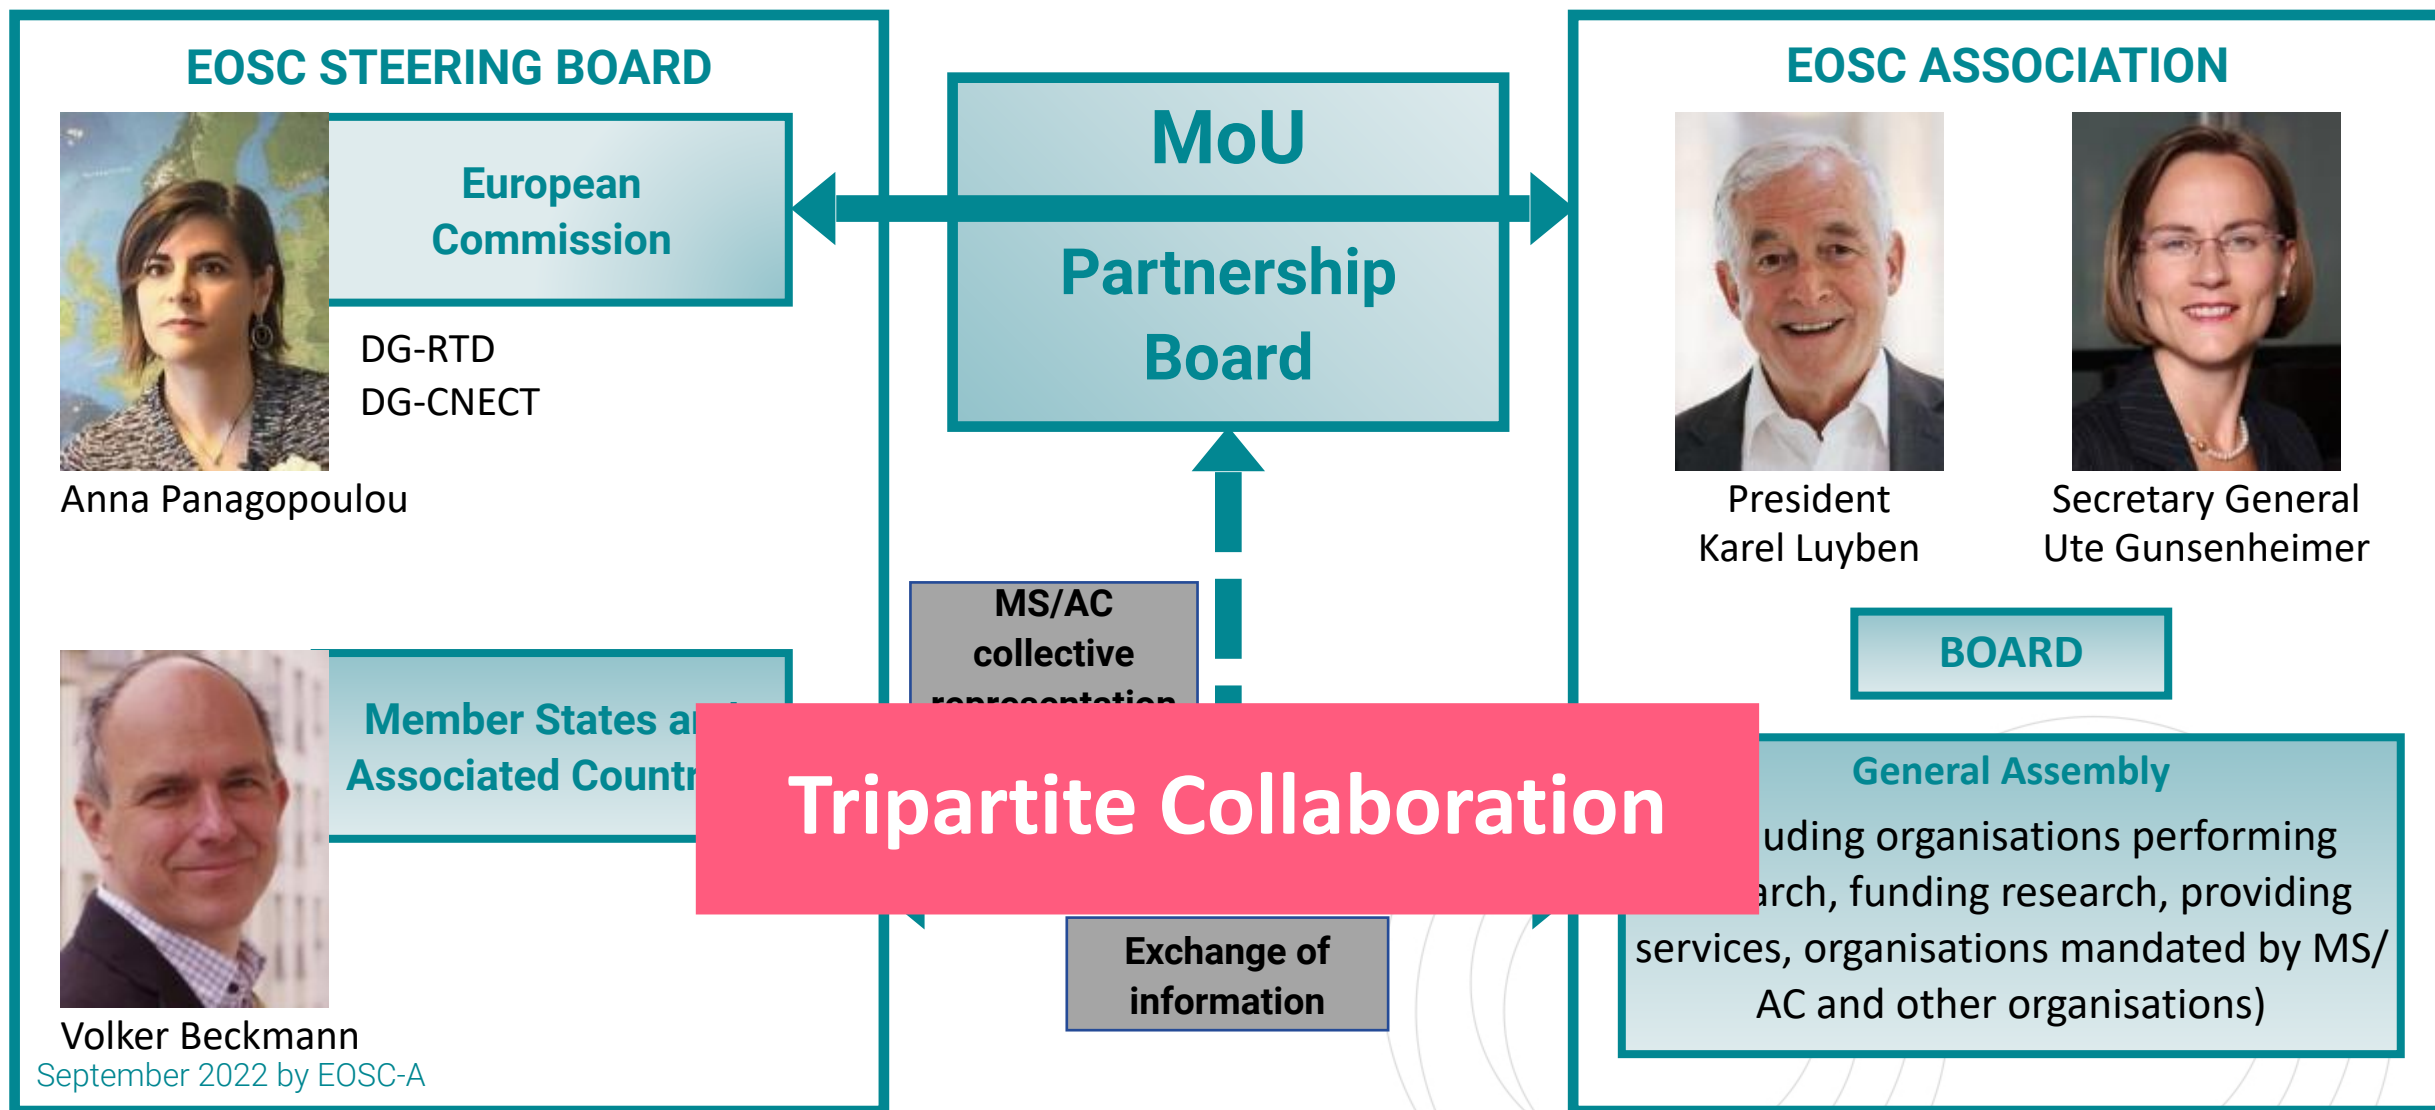 EOSC STEERING BOARD
European
Commission
DG-RTD
DG-CNECT
Anna Panagopoulou
Member States
Associated
Volker Beckmann
September 2022 by EOSC-A
MoU
Partnership
Board
MS/AC
collective
representation
Tripartite Collaboration
Exchange of
information
EOSC ASSOCIATION
President
Karel Luyben
Secretary General
Ute Gunsenheimer
BOARD
General Assembly
organisations performing
funding research, providing
services, organisations mandated by MS/
AC and other organisations)